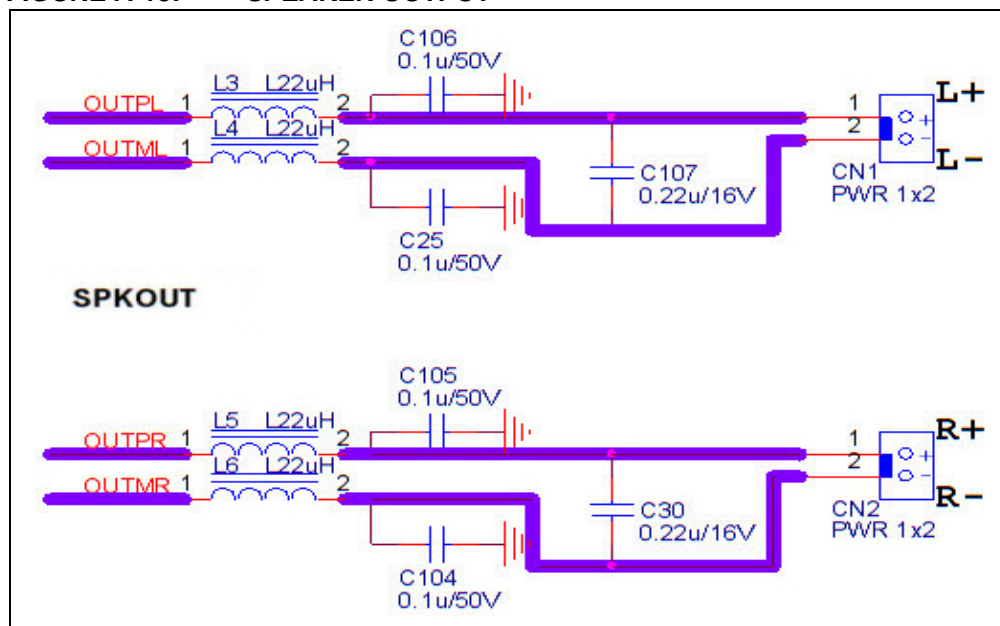 C106
0.1u/50V
L3 L22uH
OUTPL 1 2
L4 L22uH
OUTML 1 2
C25
0.1u/50V
C107
0.22u/16V
1
2
L+
L-
+
-
CN1
PWR 1x2
SPKOUT
C105
0.1u/50V
L5 L22uH
OUTPR 1 2
L6 L22uH
OUTMR 1 2
C104
0.1u/50V
C30
0.22u/16V
1
2
R+
R-
+
-
CN2
PWR 1x2